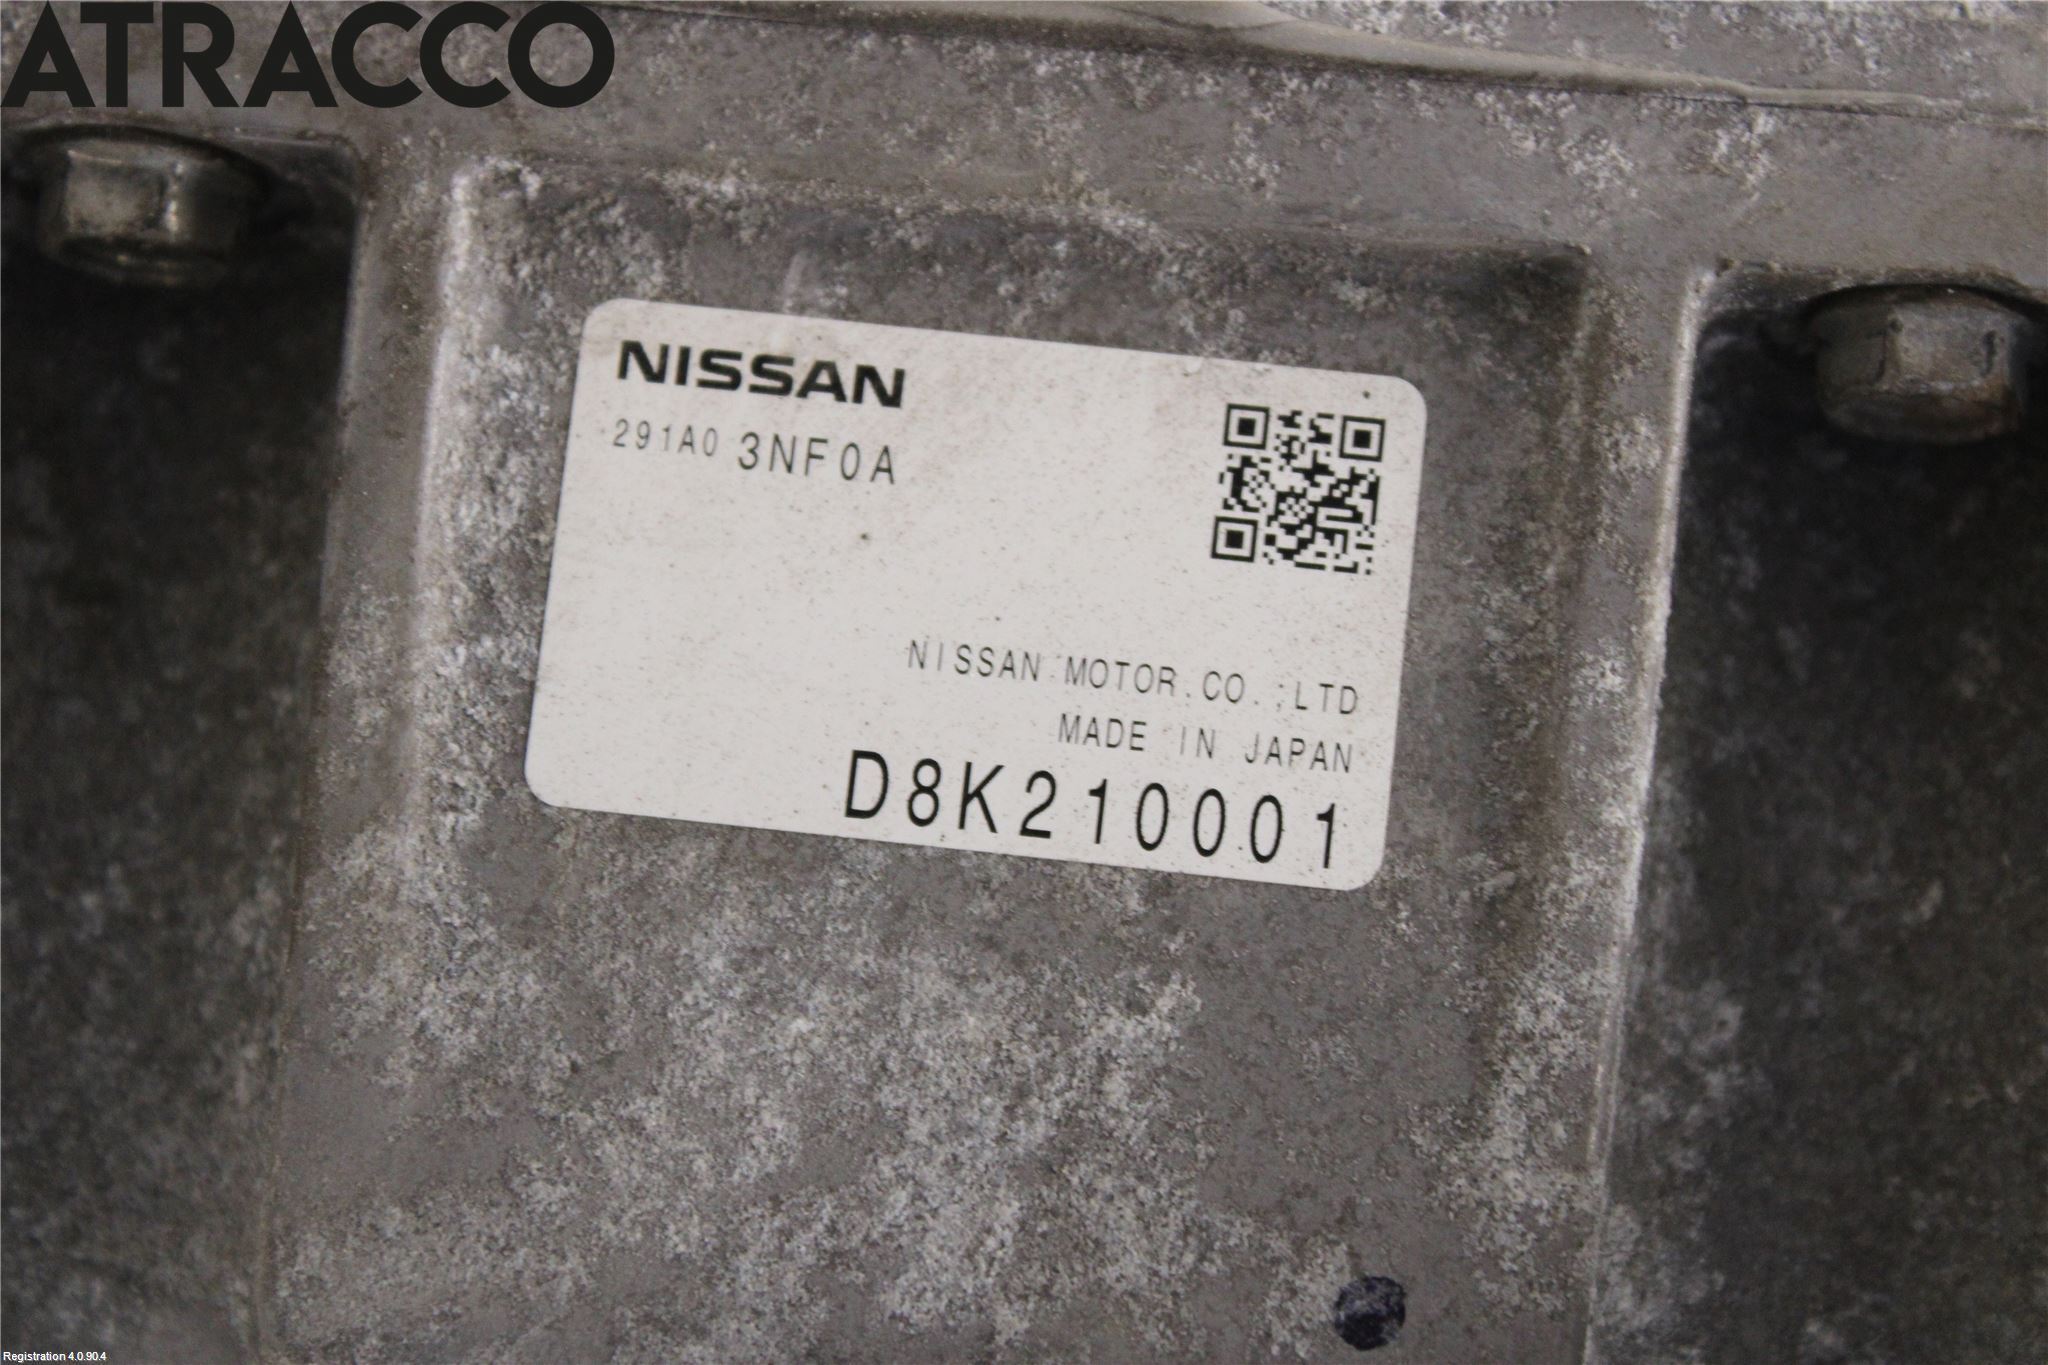 ATRACCO
NISSAN
291A0 3NF0A
NISSAN MOTOR.CO.,LTD
MADE IN JAPAN
D8K210001
Registration 4.0.90.4